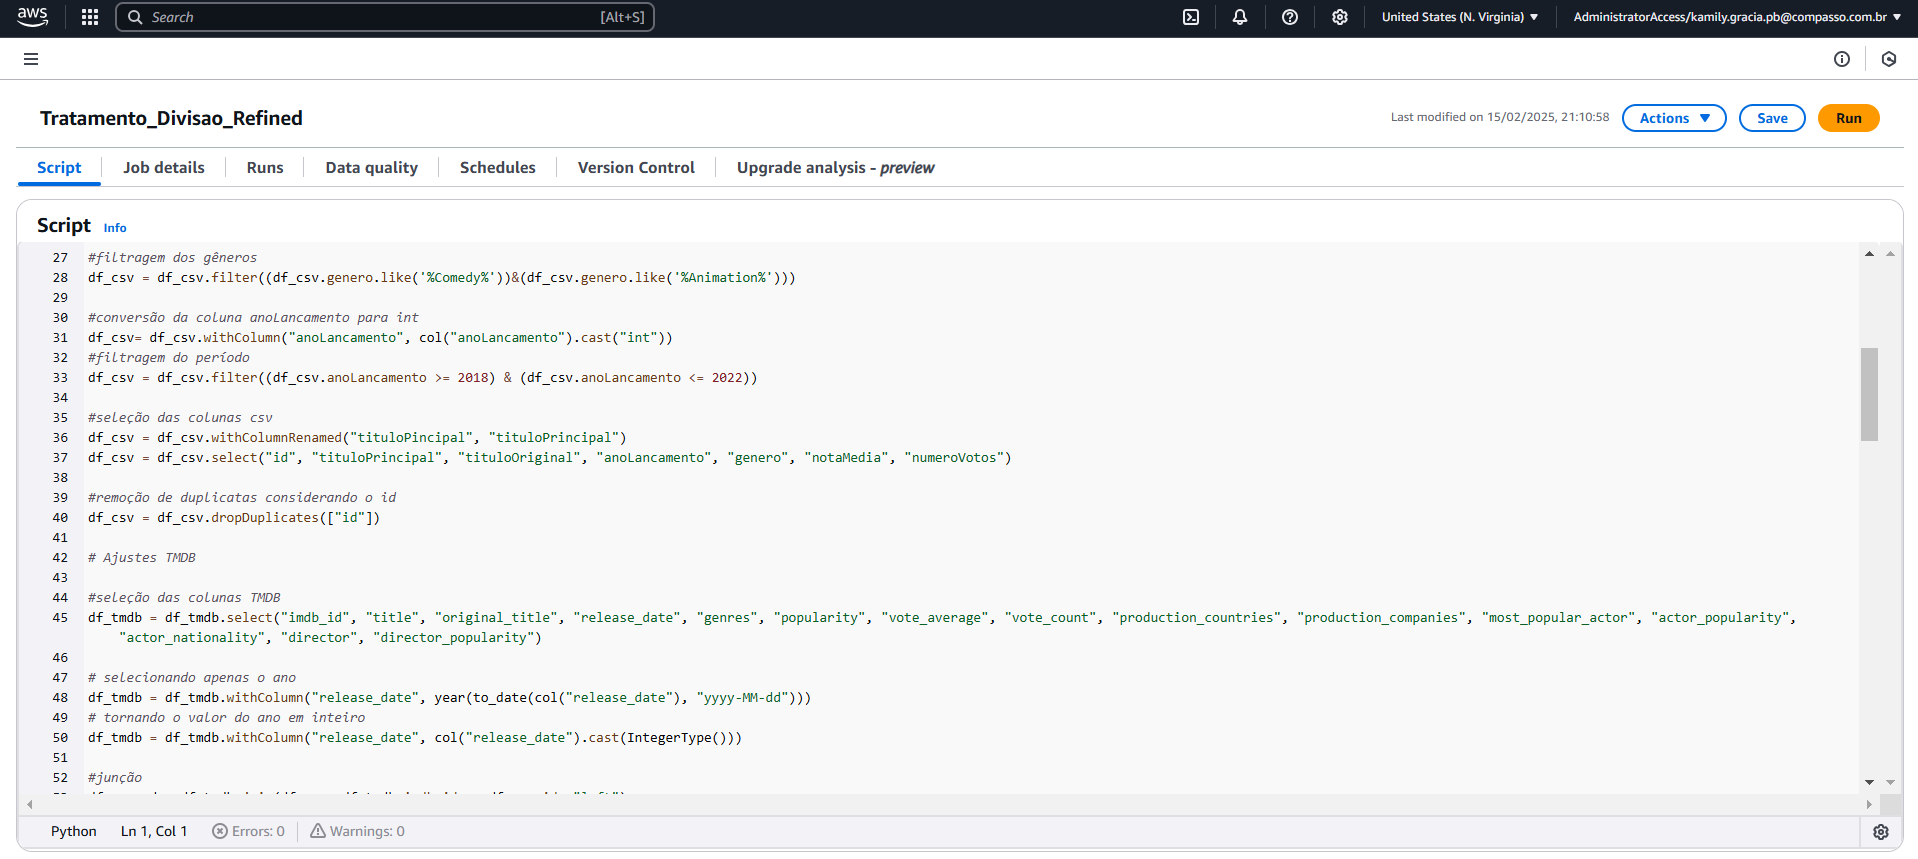 aws
Search
[Alt+S]
United States (N. Virginia)
AdministratorAccess/kamily.gracia.pb@compasso.com.br
Tratamento_Divisao_Refined
Last modified on 15/02/2025, 21:10:58
Actions
Save
Run
Script
Job details
Runs
Data quality
Schedules
Version Control
Upgrade analysis - preview
Script Info
27 #filtragem dos gêneros
28 df_csv = df_csv.filter((df_csv.genero.like('%Comedy%'))&(df_csv.genero.like('%Animation%')))
29
30 #conversão da coluna anoLancamento para int
31 df_csv= df_csv.withColumn("anoLancamento", col("anoLancamento").cast("int"))
32 #filtragem do período
33 df_csv = df_csv.filter((df_csv.anoLancamento >= 2018) & (df_csv.anoLancamento <= 2022))
34
35 #seleção das colunas csv
36 df_csv = df_csv.withColumnRenamed("tituloPincipal", "tituloPrincipal")
37 df_csv = df_csv.select("id", "tituloPrincipal", "tituloOriginal", "anoLancamento", "genero", "notaMedia", "numeroVotos")
38
39 #remoção de duplicatas considerando o id
40 df_csv = df_csv.dropDuplicates(["id"])
41
42 # Ajustes TMDB
43
44 #seleção das colunas TMDB
45 df_tmdb = df_tmdb.select("imdb_id", "title", "original_title", "release_date", "genres", "popularity", "vote_average", "vote_count", "production_countries", "production_companies", "most_popular_actor", "actor_popularity",
"actor_nationality", "director", "director_popularity")
46
47 # selecionando apenas o ano
48 df_tmdb = df_tmdb.withColumn("release_date", year(to_date(col("release_date"), "yyyy-MM-dd")))
49 # tornando o valor do ano em inteiro
50 df_tmdb = df_tmdb.withColumn("release_date", col("release_date").cast(IntegerType()))
51
52 #junção
Python
Ln 1, Col 1
Errors: 0
Warnings: 0